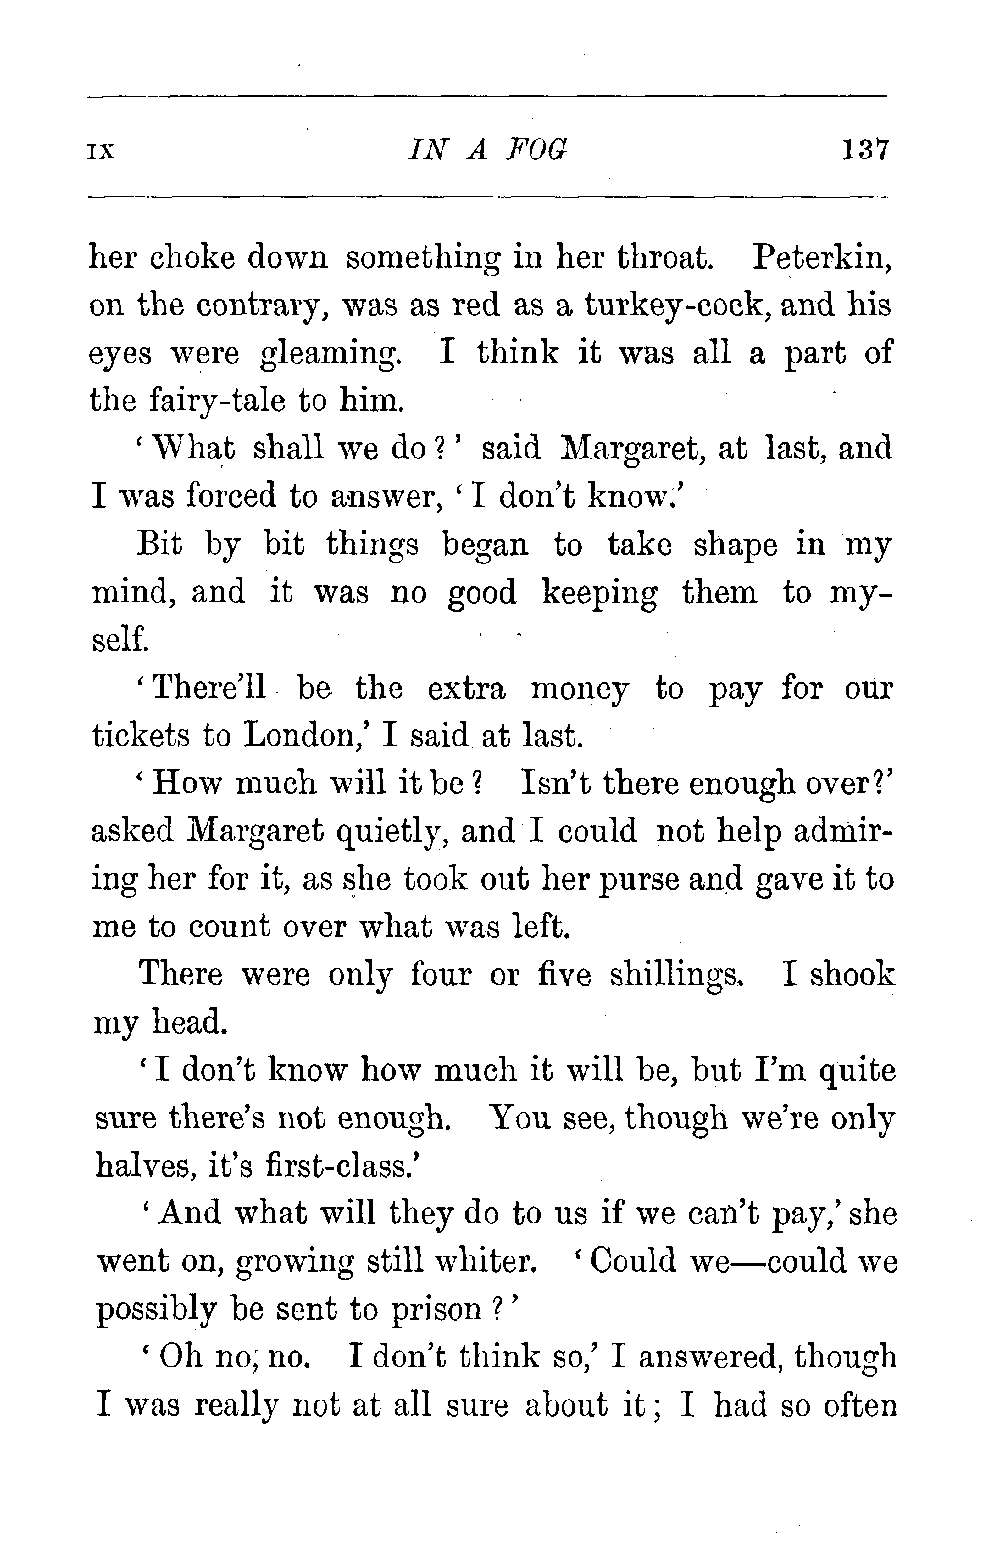 IX IN A FOG 137
her choke down something in her throat. Peterkin,
on the contrary, was as red as a turkey-cock, and his
eyes were gleaming. I think it was all a part of
the fairy-tale to him.
‘What shall we do?’ said Margaret, at last, and
I was forced to answer, ‘I don’t know.’
Bit by bit things began to take shape in my
mind, and it was no good keeping them to my-
self.
‘There’ll be the extra money to pay for our
tickets to London,’ I said at last.
‘How much will it be? Isn’t there enough over?’
asked Margaret quietly, and I could not help admir-
ing her for it, as she took out her purse and gave it to
me to count over what was left.
There were only four or five shillings. I shook
my head.
‘I don’t know how much it will be, but I’m quite
sure there’s not enough. You see, though we’re only
halves, it’s first-class.’
‘And what will they do to us if we can’t pay,’ she
went on, growing still whiter. ‘Could we—could we
possibly be sent to prison?’
‘Oh no; no. I don’t think so,’ I answered, though
I was really not at all sure about it; I had so often